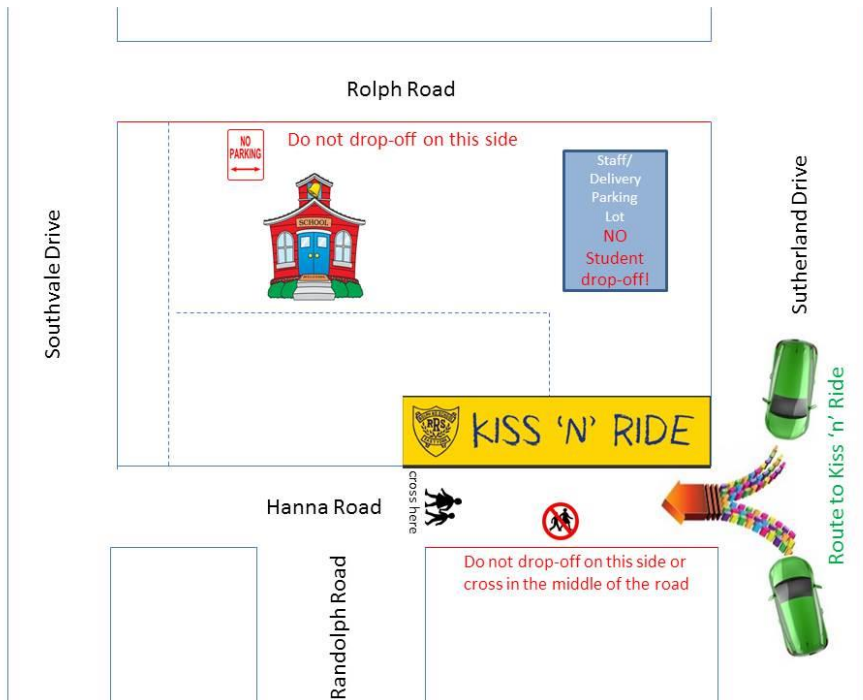 Rolph Road
NO
PARKING
Do not drop-off on this side
SCHOOL
Staff/
Delivery
Parking
Lot
NO
Student
drop-off!
Southvale Drive
Sutherland Drive
RRS
KISS 'N' RIDE
Route to Kiss 'n' Ride
cross here
Hanna Road
Do not drop-off on this side or
cross in the middle of the road
Randolph Road